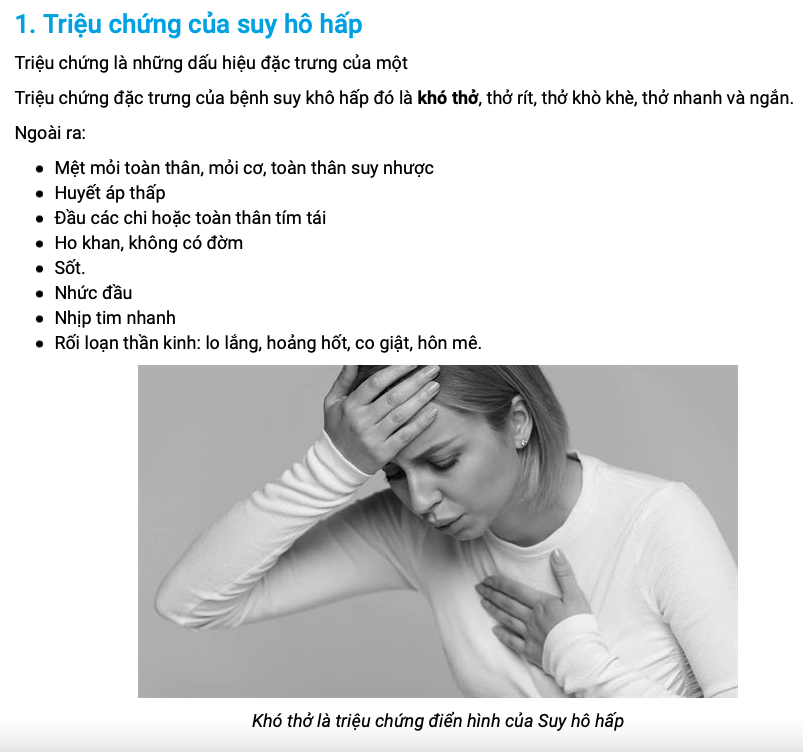 1. Triệu chứng của suy hô hấp
Triệu chứng là những dấu hiệu đặc trưng của một
Triệu chứng đặc trưng của bệnh suy khô hấp đó là khó thở, thở rít, thở khò khè, thở nhanh và ngắn.
Ngoài ra:
• Mệt mỏi toàn thân, mỏi cơ, toàn thân suy nhược
• Huyết áp thấp
• Đầu các chi hoặc toàn thân tím tái
• Ho khan, không có đờm
• Sốt.
• Nhức đầu
• Nhịp tim nhanh
• Rối loạn thần kinh: lo lắng, hoảng hốt, co giật, hôn mê.
Khó thở là triệu chứng điển hình của Suy hô hấp